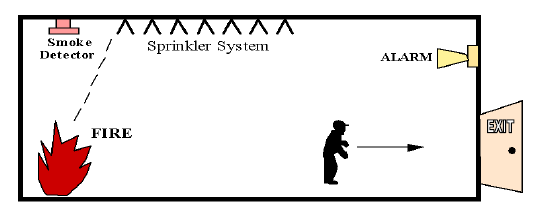 Smoke
Detector
Sprinkler System
ALARM
FIRE
EXIT